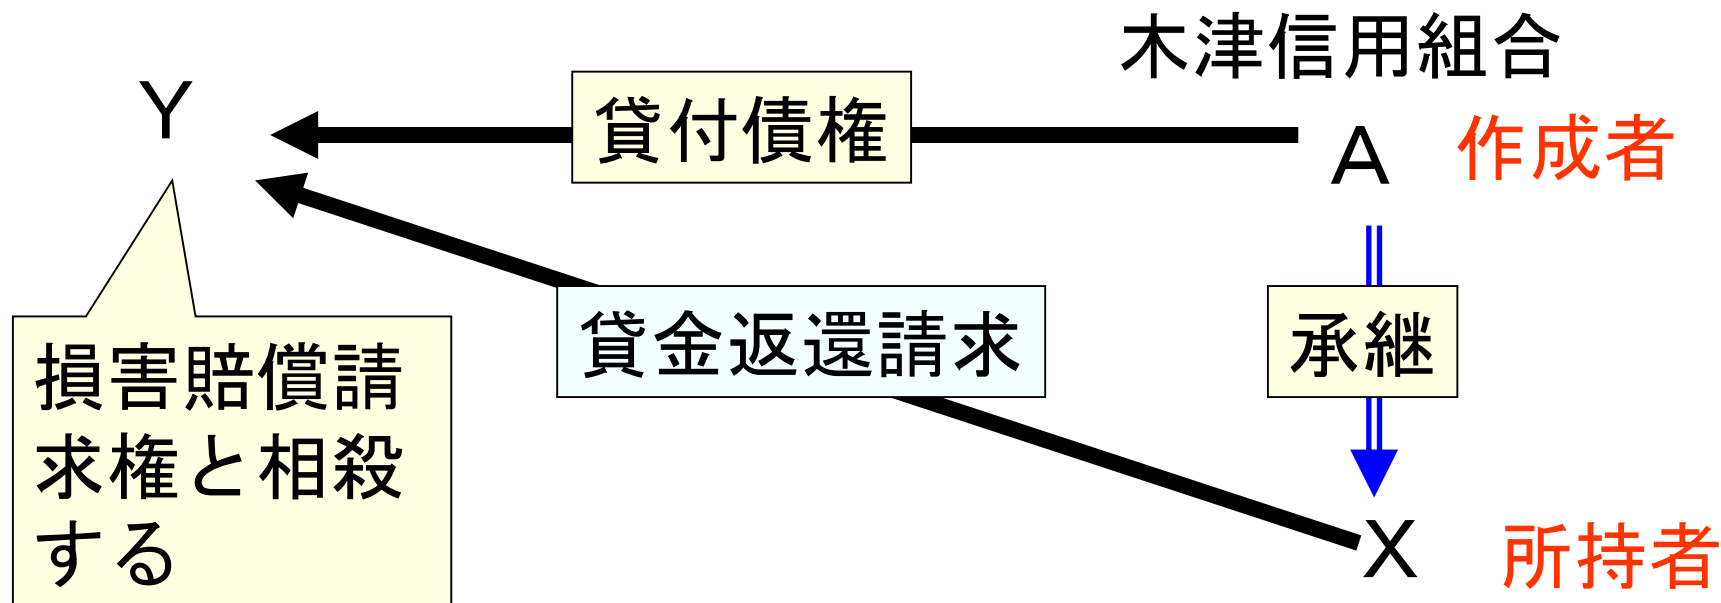 木津信用組合
Y
貸付債権
A
作成者
貸金返還請求
承継
損害賠償請
求権と相殺
する
X
所持者